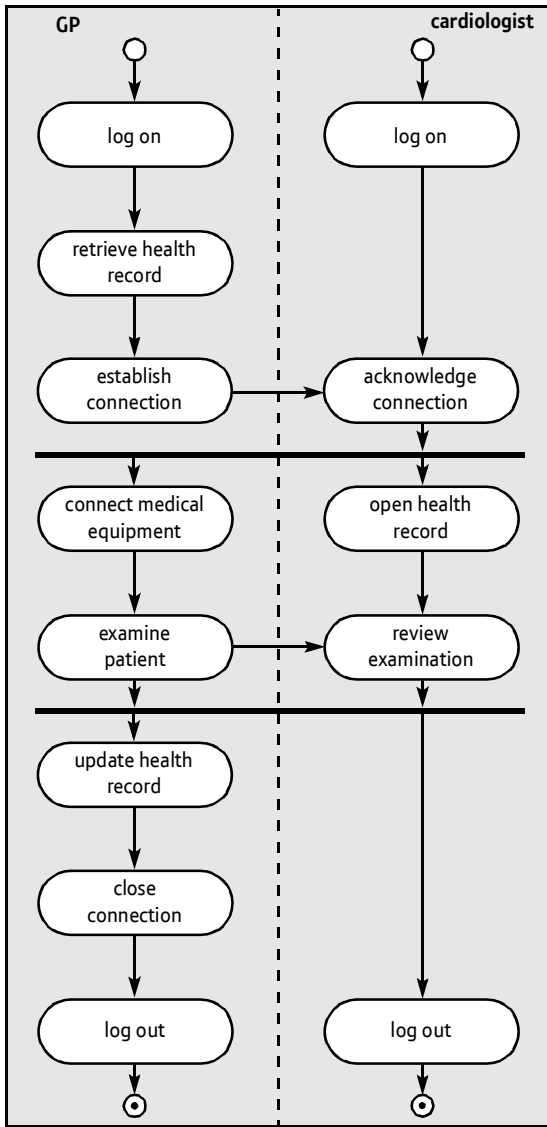 GP
cardiologist
log on
log on
retrieve health
record
establish
connection
acknowledge
connection
connect medical
equipment
open health
record
examine
patient
review
examination
update health
record
close
connection
log out
log out